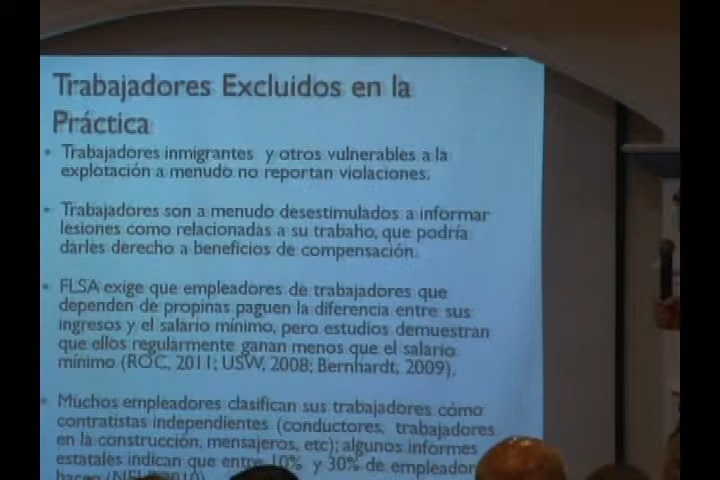 Trabajadores Excluidos en la
Práctica
• Trabajadores inmigrantes y otros vulnerables a la
explotación a menudo no reportan violaciones.
• Trabajadores son a menudo desestimulados a informar
lesiones como relacionadas a su trabaho, que podría
darles derecho a beneficios de compensación.
• FLSA exige que empleadores de trabajadores que
dependen de propinas paguen la diferencia entre sus
ingresos y el salario mínimo, pero estudios demuestran
que ellos regularmente ganan menos que el salario
mínimo (ROC, 2011; USW, 2008; Bernhardt, 2009).
• Muchos empleadores clasifican sus trabajadores cómo
contratistas independientes (conductores, trabajadores
en la construcción, mensajeros, etc); algunos informes
estatales indican que entre 10% y 30% de empleador